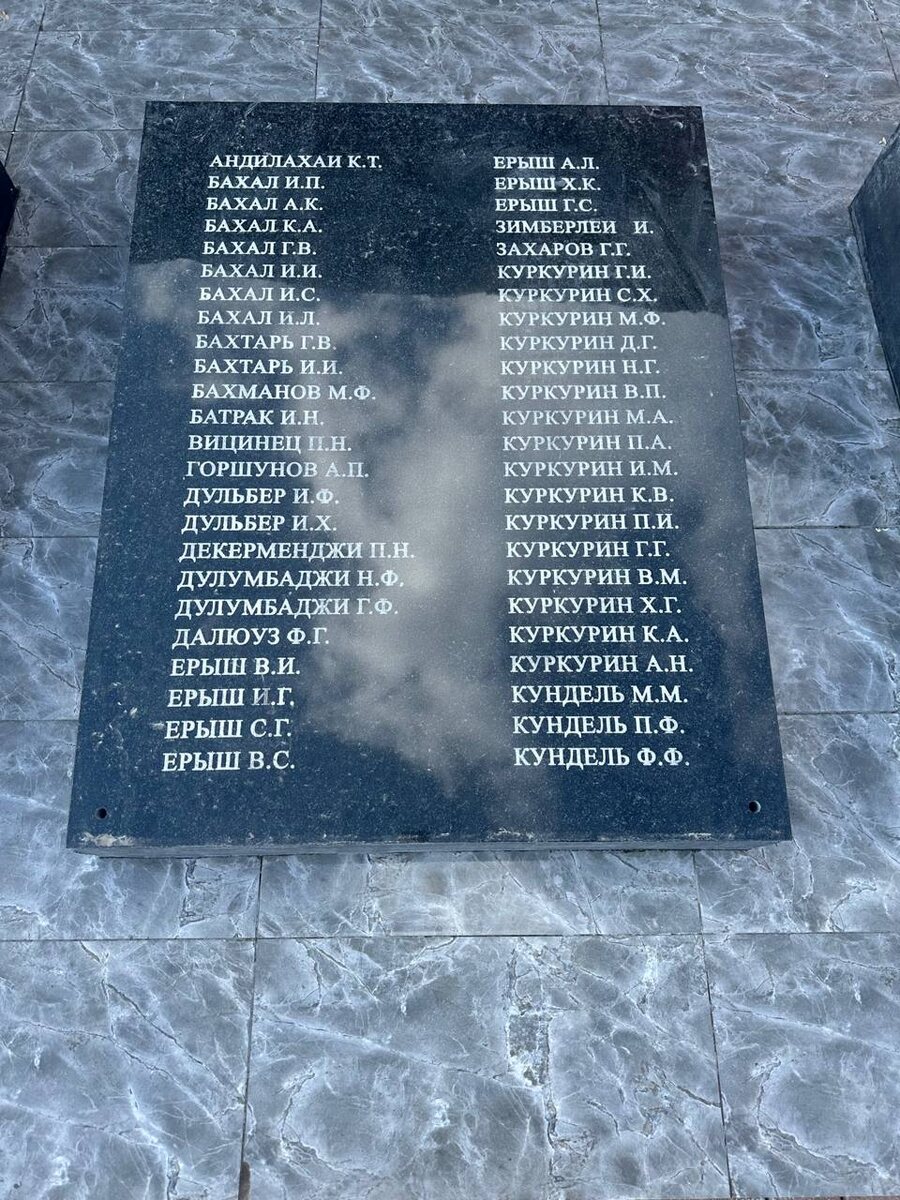 АНДИЛАХАИ К.Т.
БАХАЛ И.П.
БАХАЛ А.К.
БАХАЛ К.А.
БАХАЛ Г.В.
БАХАЛ И.И.
БАХАЛ И.С.
БАХАЛ И.Л.
БАХТАРЬ Г.В.
БАХТАРЬ И.И.
БАХМАНОВ М.Ф.
БАТРАК И.Н.
ВИЦИНЕЦ П.Н.
ГОРШУНОВ А.П.
ДУЛЬБЕР И.Ф.
ДУЛЬБЕР И.Х.
ДЕКЕРМЕНДЖИ П.Н.
ДУЛУМБАДЖИ Н.Ф.
ДУЛУМБАДЖИ Г.Ф.
ДАЛЮУЗ Ф.Г.
ЕРЫШ В.И.
ЕРЫШ И.Г.
ЕРЫШ С.Г.
ЕРЫШ В.С.
ЕРЫШ А.Л.
ЕРЫШ Х.К.
ЕРЫШ Г.С.
ЗИМБЕРЛЕИ И.
ЗАХАРОВ Г.Г.
КУРКУРИН Г.И.
КУРКУРИН С.Х.
КУРКУРИН М.Ф.
КУРКУРИН Д.Г.
КУРКУРИН Н.Г.
КУРКУРИН В.П.
КУРКУРИН М.А.
КУРКУРИН П.А.
КУРКУРИН И.М.
КУРКУРИН К.В.
КУРКУРИН П.И.
КУРКУРИН Г.Г.
КУРКУРИН В.М.
КУРКУРИН Х.Г.
КУРКУРИН К.А.
КУРКУРИН А.Н.
КУНДЕЛЬ М.М.
КУНДЕЛЬ П.Ф.
КУНДЕЛЬ Ф.Ф.